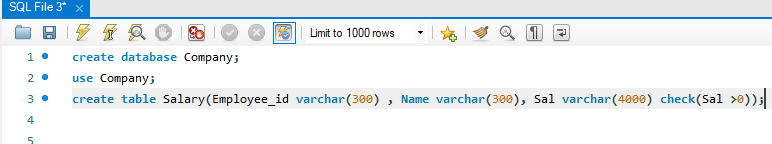 SQL File 3*
Limit to 1000 rows
1 create database Company;
2 use Company;
3 create table Salary(Employee_id varchar(300) , Name varchar(300), Sal varchar(4000) check(Sal >0));
4
5